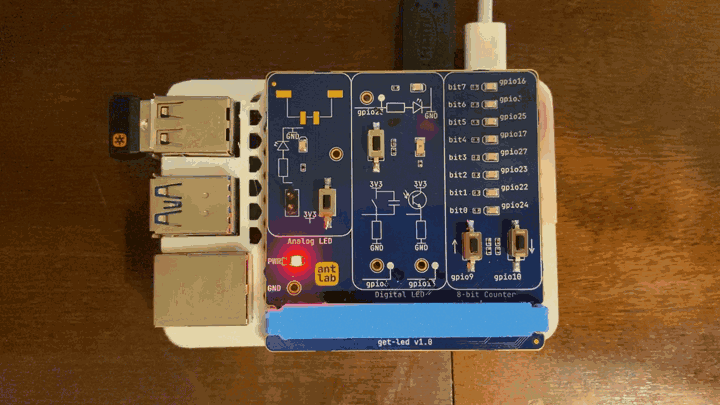 bit7 gpio16
bit6
bit5 gpio25
bit4 gpio17
bit3 gpio27
bit2 gpio23
bit1 gpio22
bit0 gpio24
GND
GND
3V3
3V3 3V3
Analog LED
PWR
ant
lab
GND
GND
GND
gpio9 gpio10
Digital LED
8-bit Counter
get-led v1.0